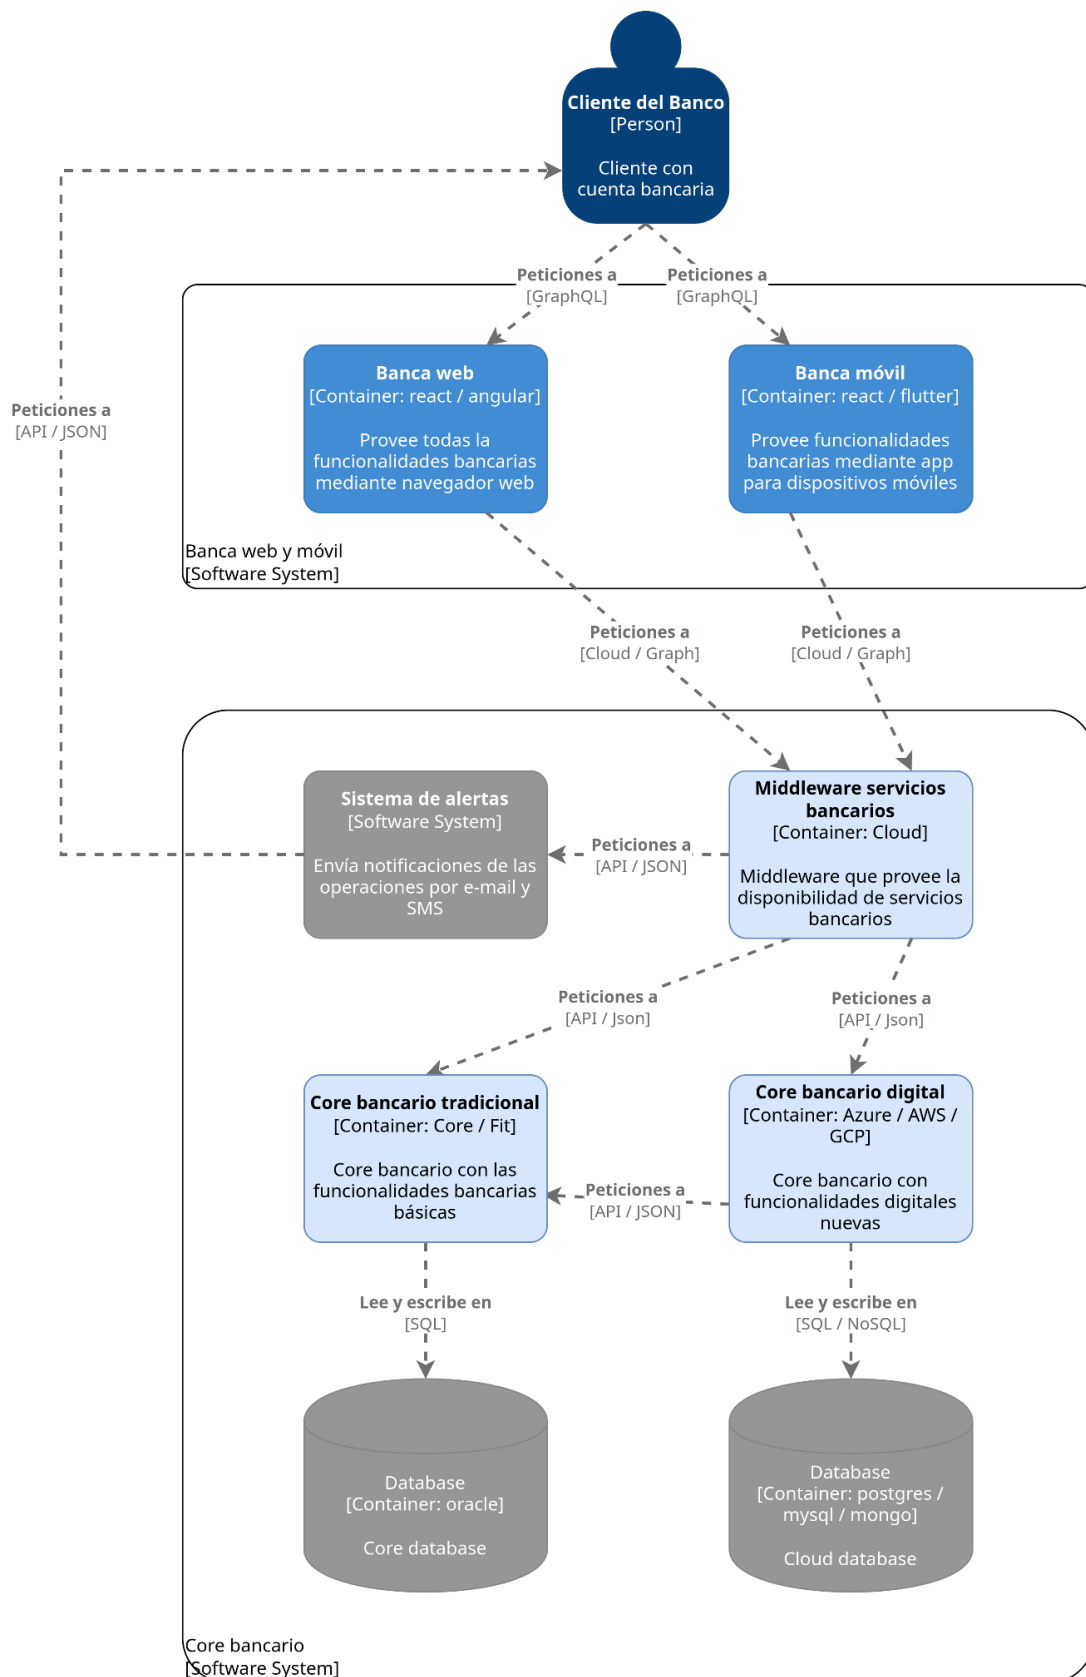 Cliente del Banco
[Person]
Cliente con
cuenta bancaria
Peticiones a
[GraphQL]
Peticiones a
[GraphQL]
Banca web
[Container: react / angular]
Provee todas la
funcionalidades bancarias
mediante navegador web
Banca móvil
[Container: react / flutter]
Provee funcionalidades
bancarias mediante app
para dispositivos móviles
Peticiones a
[API / JSON]
Banca web y móvil
[Software System]
Peticiones a
[Cloud / Graph]
Peticiones a
[Cloud / Graph]
Sistema de alertas
[Software System]
Envía notificaciones de las
operaciones por e-mail y
SMS
Peticiones a
[API / JSON]
Middleware servicios
bancarios
[Container: Cloud]
Middleware que provee la
disponibilidad de servicios
bancarios
Peticiones a
[API / Json]
Peticiones a
[API / Json]
Core bancario tradicional
[Container: Core / Fit]
Core bancario con las
funcionalidades bancarias
básicas
Peticiones a
[API / JSON]
Core bancario digital
[Container: Azure / AWS /
GCP]
Core bancario con
funcionalidades digitales
nuevas
Lee y escribe en
[SQL]
Lee y escribe en
[SQL / NoSQL]
Database
[Container: oracle]
Core database
Database
[Container: postgres /
mysql / mongo]
Cloud database
Core bancario
[Software System]